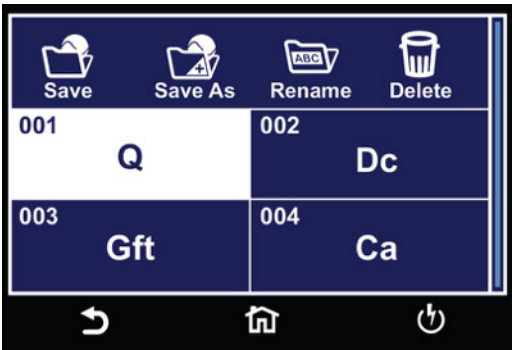 ABC
Save Save As Rename Delete
001 002
Q Dc
003 004
Gft Ca